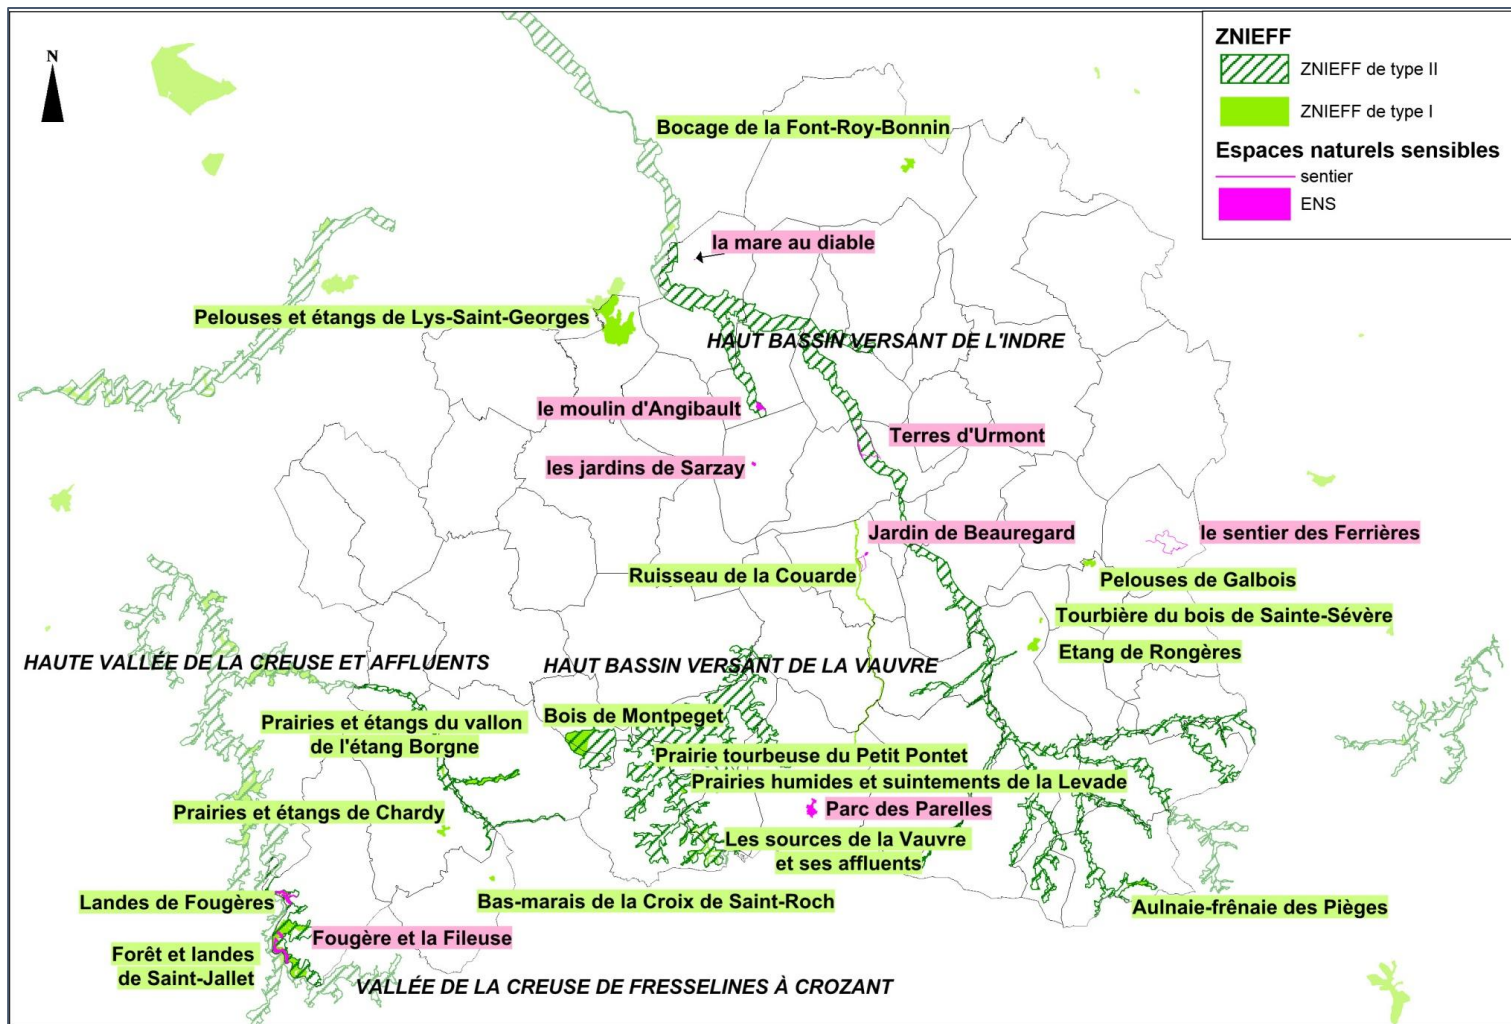 N
ZNIEFF
ZNIEFF de type II
ZNIEFF de type I
Espaces naturels sensibles
sentier
ENS
Bocage de la Font-Roy-Bonnin
la mare au diable
Pelouses et étangs de Lys-Saint-Georges
HAUT BASSIN VERSANT DE L'INDRE
le moulin d'Angibault
Terres d'Urmont
les jardins de Sarzay
Jardin de Beauregard
le sentier des Ferrières
Ruisseau de la Couarde
Pelouses de Galbois
Tourbière du bois de Sainte-Sévère
Etang de Rongères
HAUTE VALLÉE DE LA CREUSE ET AFFLUENTS
HAUT BASSIN VERSANT DE LA VAUVRE
Prairies et étangs du vallon
de l'étang Borgne
Bois de Montpeget
Prairie tourbeuse du Petit Pontet
Prairies humides et suintements de la Levade
Prairies et étangs de Chardy
Parc des Parelles
Les sources de la Vauvre
et ses affluents
Landes de Fougères
Bas-marais de la Croix de Saint-Roch
Aulnaie-frênaie des Pièges
Fougère et la Fileuse
Forêt et landes
de Saint-Jallet
VALLÉE DE LA CREUSE DE FRESSELINES À CROZANT